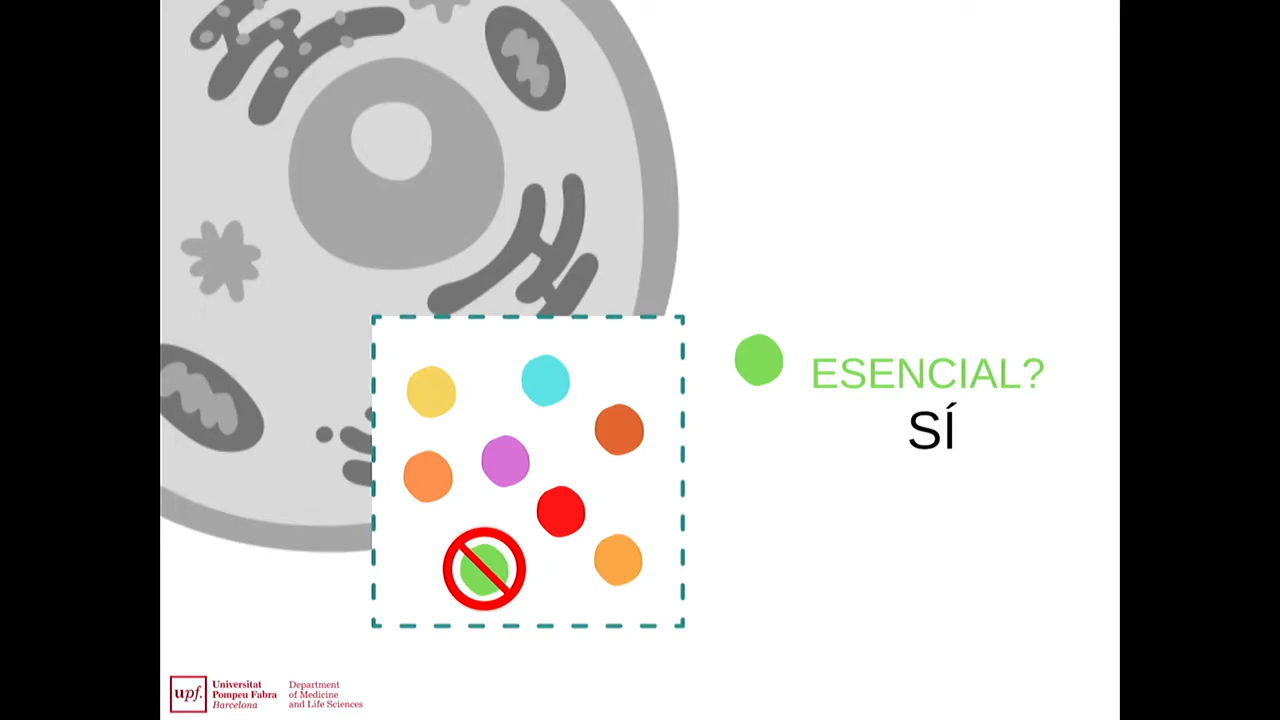 ESENCIAL?
SÍ
upf.
Universitat
Pompeu Fabra
Barcelona
Department
of Medicine
and Life Sciences